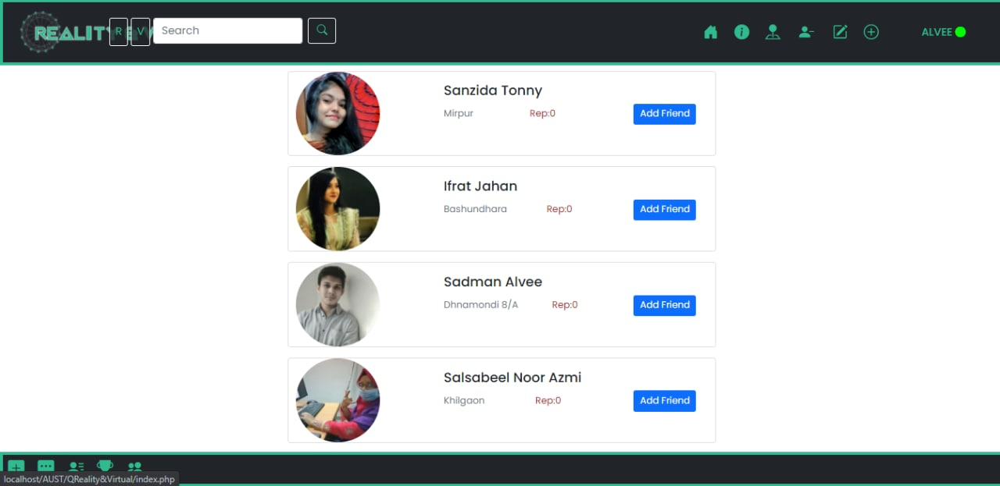 REALITY
R
V
Search
ALVEE
Sanzida Tonny
Mirpur Rep:0
Add Friend
Ifrat Jahan
Bashundhara Rep:0
Add Friend
Sadman Alvee
Dhnamondi 8/A Rep:0
Add Friend
Salsabeel Noor Azmi
Khilgaon Rep:0
Add Friend
localhost/AUST/QReality&Virtual/index.php